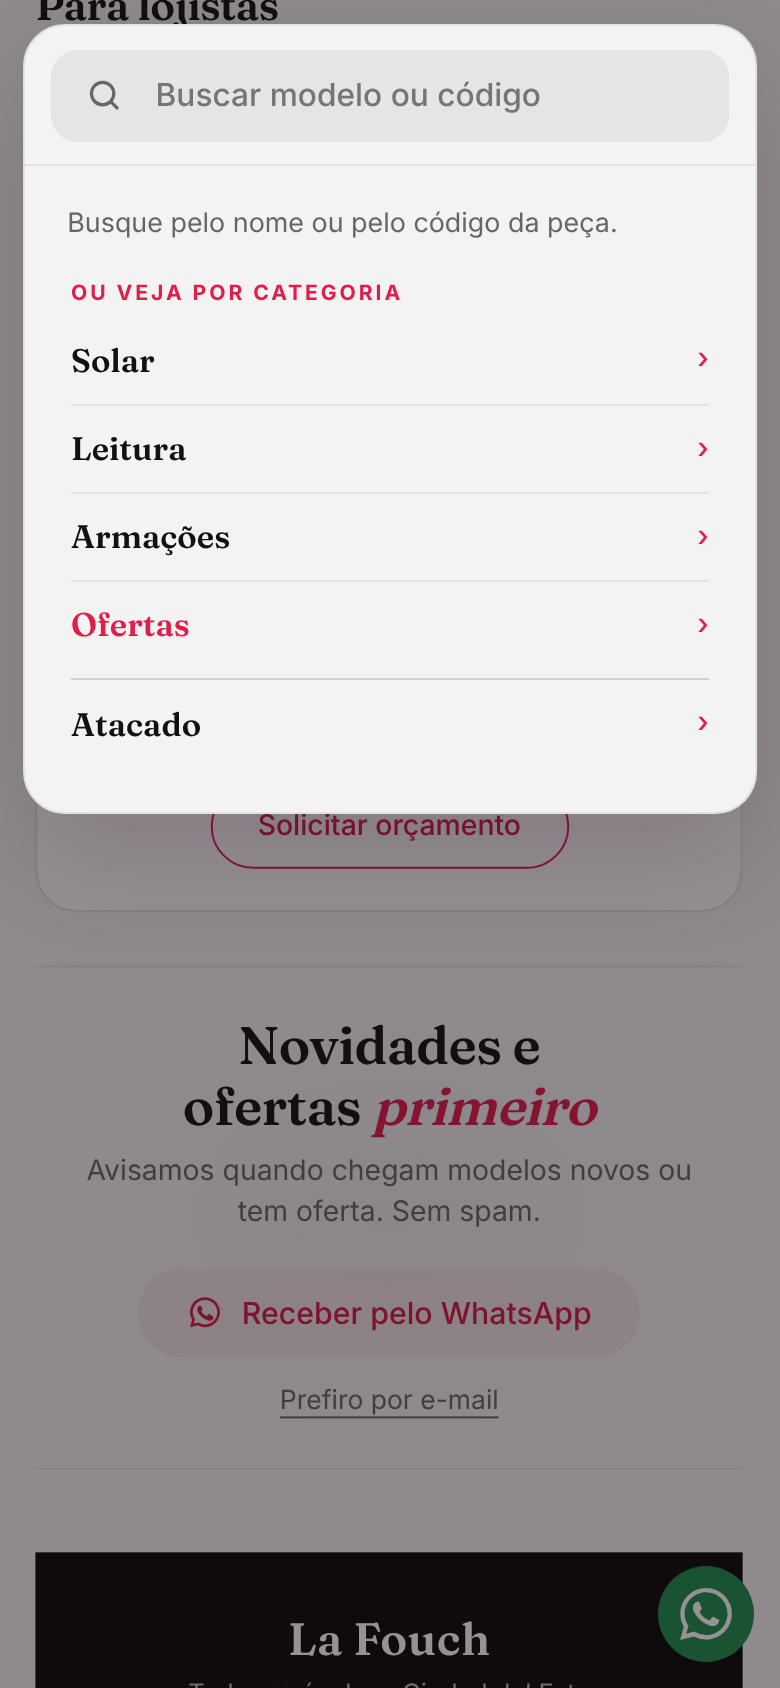 Para lojistas
Buscar modelo ou código
Busque pelo nome ou pelo código da peça.
OU VEJA POR CATEGORIA
Solar
Leitura
Armações
Ofertas
Atacado
Solicitar orçamento
Novidades e
ofertas primeiro
Avisamos quando chegam modelos novos ou
tem oferta. Sem spam.
Receber pelo WhatsApp
Prefiro por e-mail
La Fouch